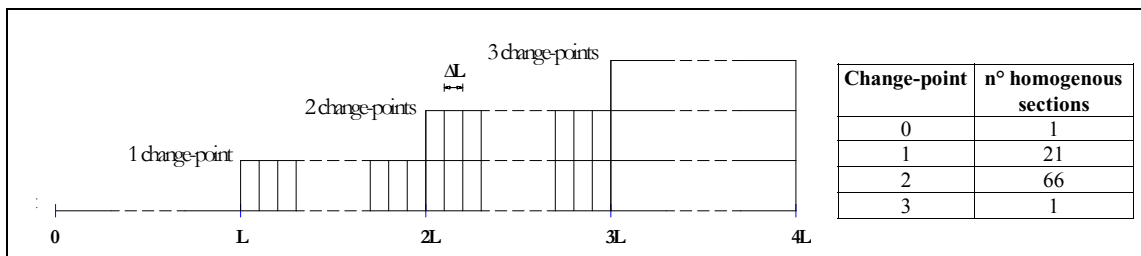 3 change-points
ΔL
2 change-points
1 change-point
0
L
2L
3L
4L
Change-point n° homogenous
sections
0 1
1 21
2 66
3 1